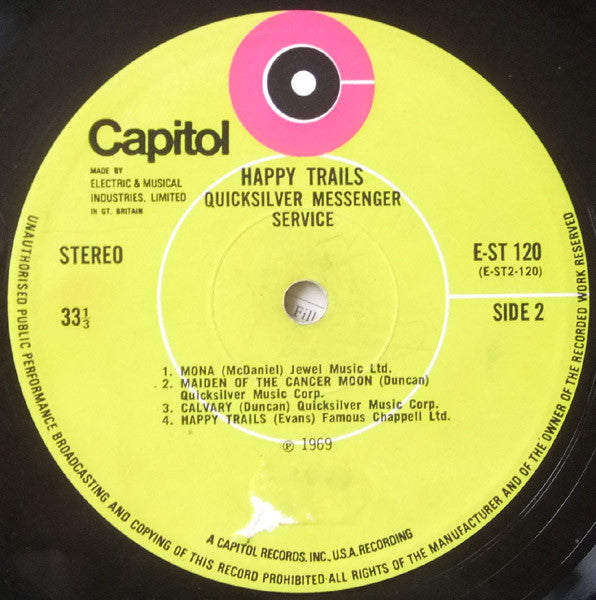 Capitol
MADE BY
ELECTRIC & MUSICAL
INDUSTRIES, LIMITED
IN GT. BRITAIN
HAPPY TRAILS
QUICKSILVER MESSENGER
SERVICE
STEREO
E-ST 120
(E-ST2-120)
33⅓
SIDE 2
Fill
1. MONA (McDaniel) Jewel Music Ltd.
2. MAIDEN OF THE CANCER MOON (Duncan)
Quicksilver Music Corp.
3. CALVARY (Duncan) Quicksilver Music Corp.
4. HAPPY TRAILS (Evans) Famous Chappell Ltd.
℗ 1969
A CAPITOL RECORDS, INC., U.S.A. RECORDING
UNAUTHORISED PUBLIC PERFORMANCE BROADCASTING AND COPYING OF THIS RECORD PROHIBITED·ALL RIGHTS OF THE MANUFACTURER AND OF THE OWNER OF THE RECORDED WORK RESERVED